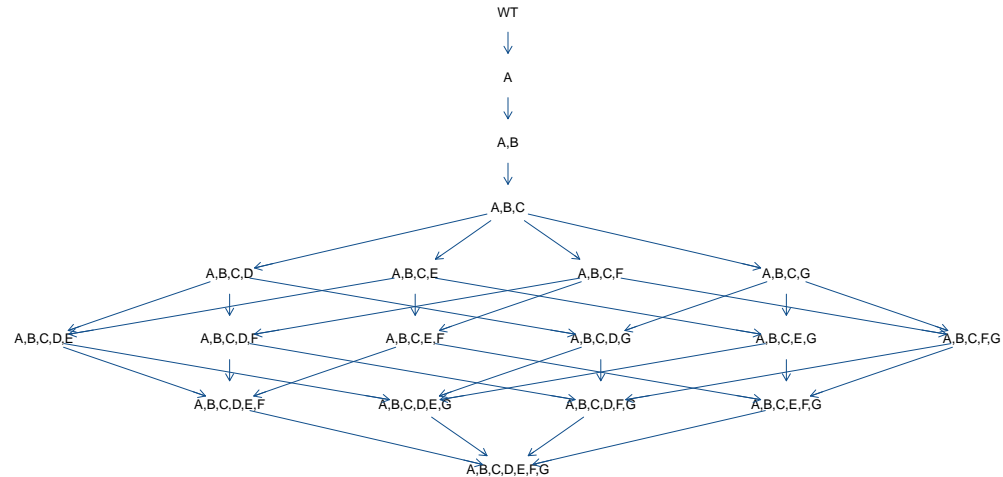 WT
A
A,B
A,B,C
A,B,C,D
A,B,C,E
A,B,C,F
A,B,C,G
A,B,C,D,E
A,B,C,D,F
A,B,C,E,F
A,B,C,D,G
A,B,C,E,G
A,B,C,F,G
A,B,C,D,E,F
A,B,C,D,E,G
A,B,C,D,F,G
A,B,C,E,F,G
A,B,C,D,E,F,G